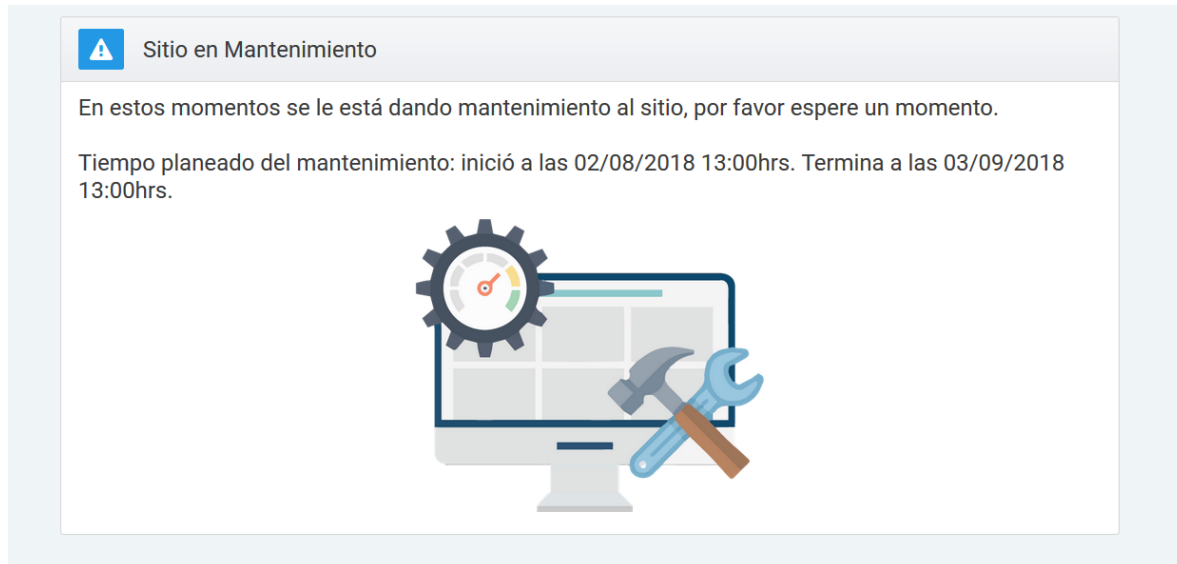 Sitio en Mantenimiento
En estos momentos se le está dando mantenimiento al sitio, por favor espere un momento.
Tiempo planeado del mantenimiento: inició a las 02/08/2018 13:00hrs. Termina a las 03/09/2018
13:00hrs.